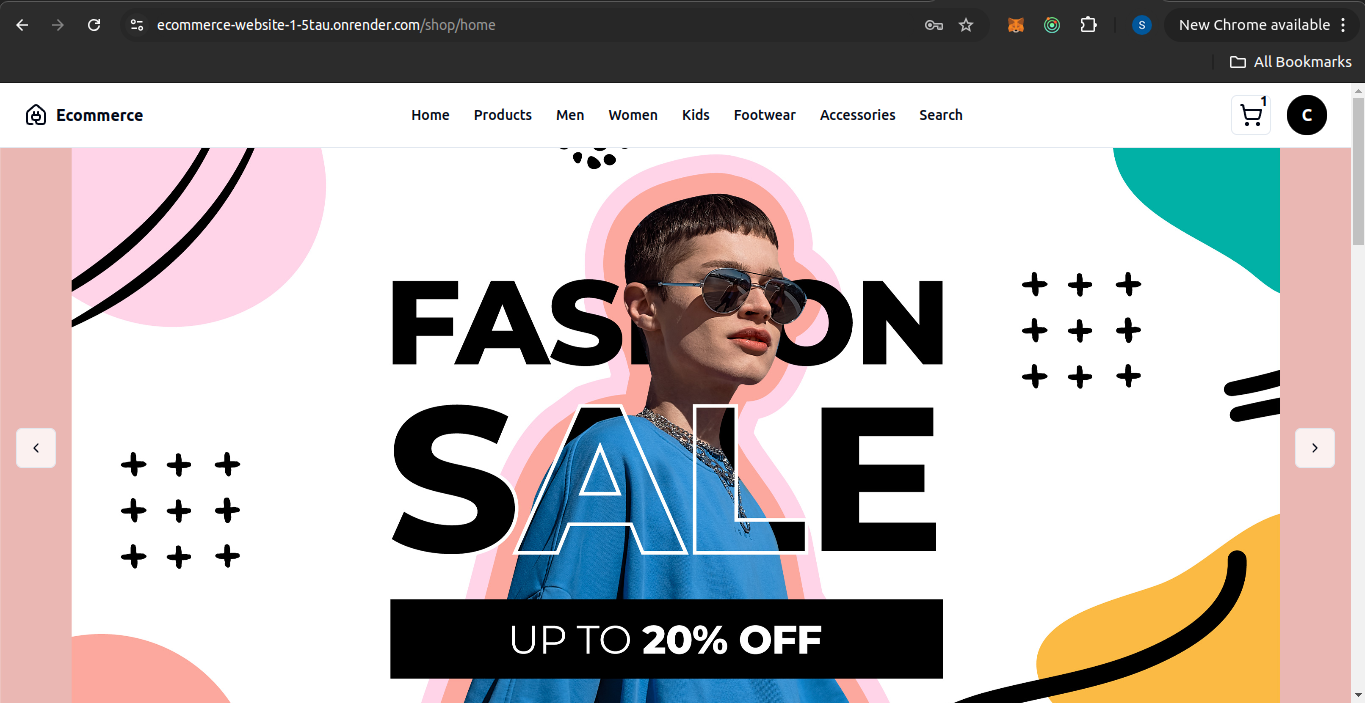 ecommerce-website-1-5tau.onrender.com/shop/home
S
New Chrome available
All Bookmarks
Ecommerce
Home Products Men Women Kids Footwear Accessories Search
1
C
FASHION
SALE
UP TO 20% OFF